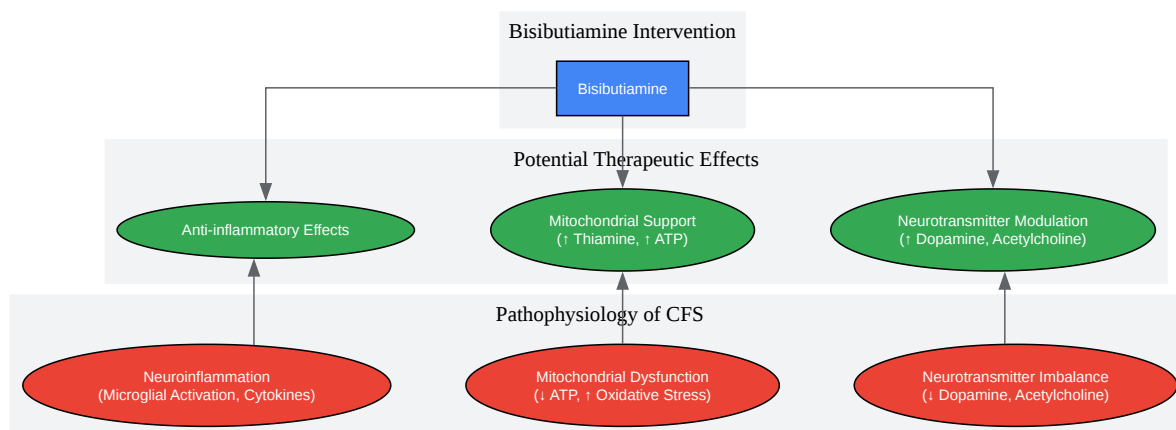 Bisibutiamine Intervention
Bisibutiamine
Potential Therapeutic Effects
Anti-inflammatory Effects
Mitochondrial Support
(↑ Thiamine, ↑ ATP)
Neurotransmitter Modulation
(↑ Dopamine, Acetylcholine)
Pathophysiology of CFS
Neuroinflammation
(Microglial Activation, Cytokines)
Mitochondrial Dysfunction
(↓ ATP, ↑ Oxidative Stress)
Neurotransmitter Imbalance
(↓ Dopamine, Acetylcholine)